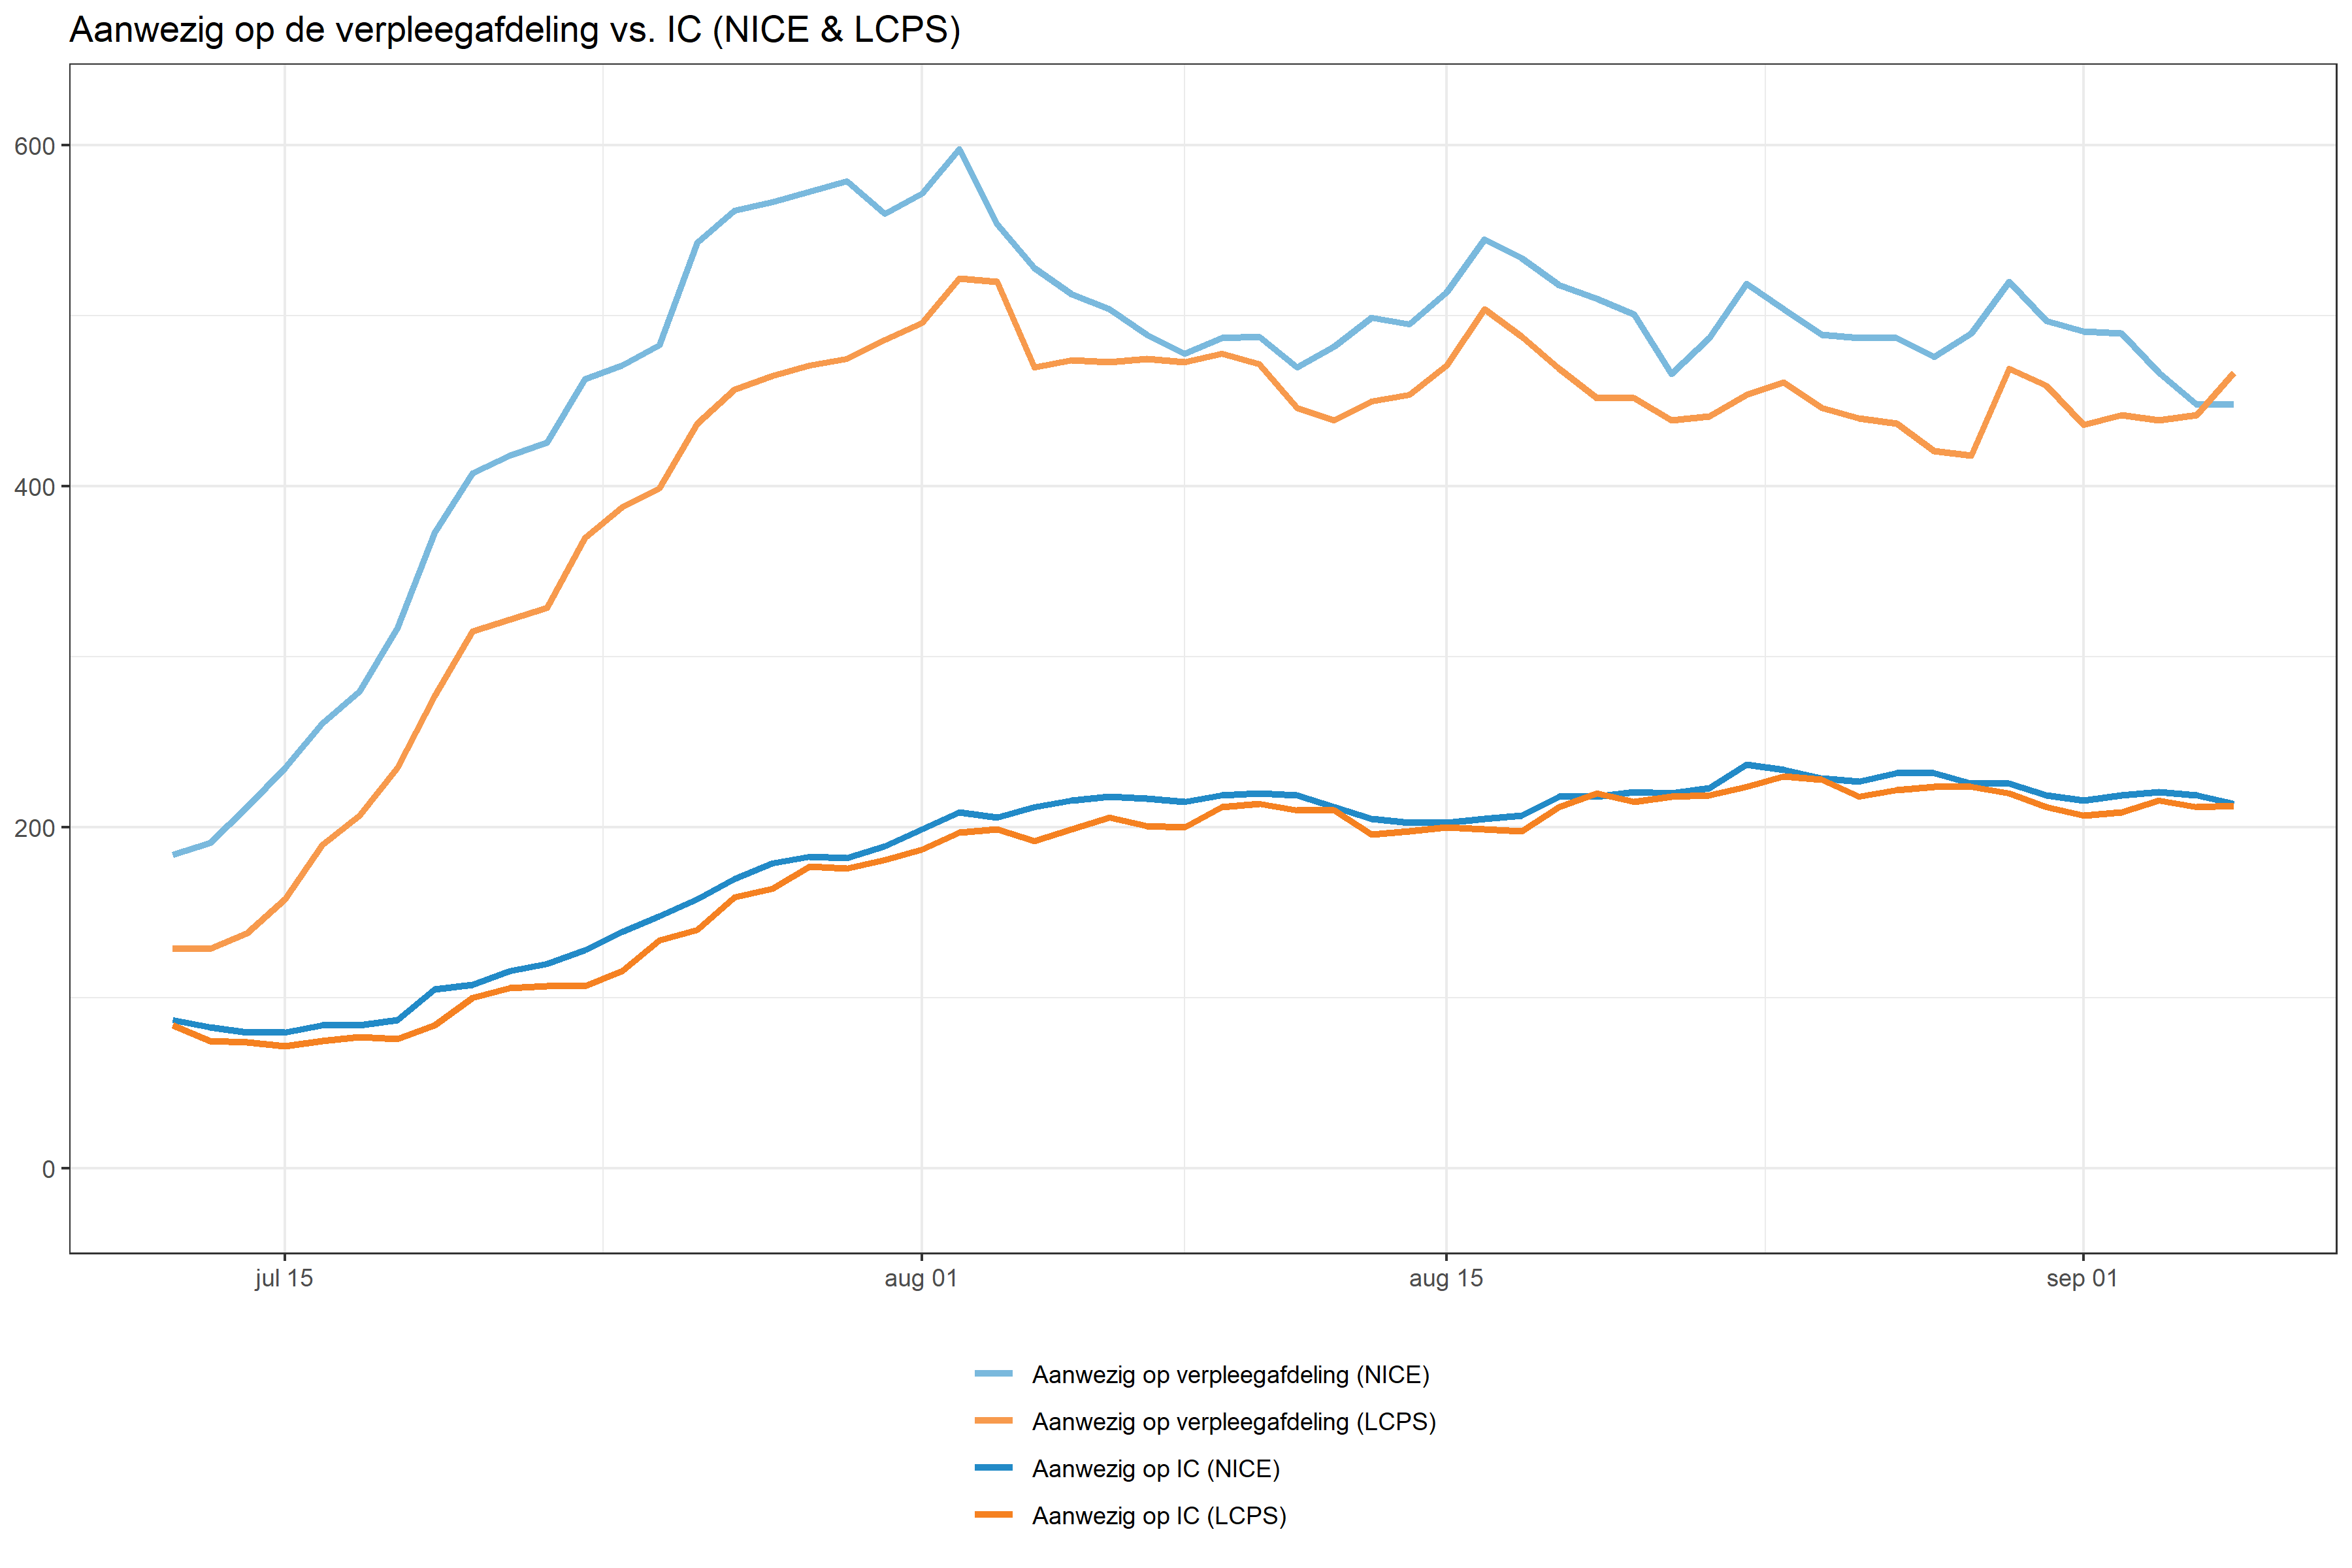 Aanwezig op de verpleegafdeling vs. IC (NICE & LCPS)
600
400
200
0
jul 15 aug 01 aug 15 sep 01
Aanwezig op verpleegafdeling (NICE)
Aanwezig op verpleegafdeling (LCPS)
Aanwezig op IC (NICE)
Aanwezig op IC (LCPS)